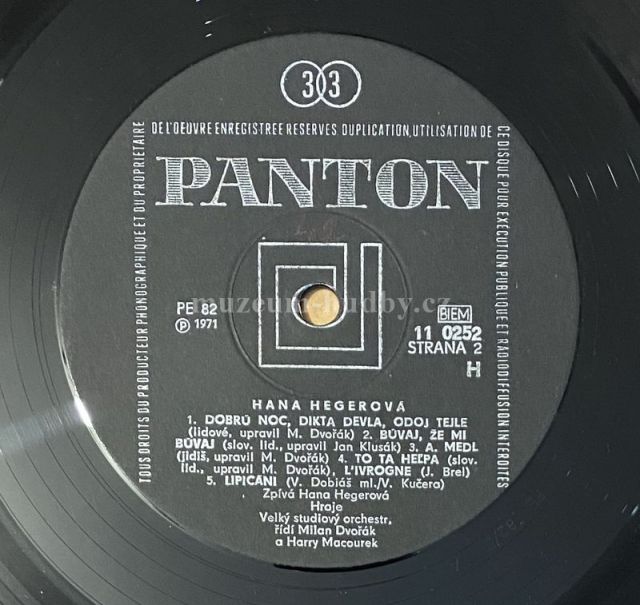 33
DE L'OEUVRE ENREGISTREE RESERVES DUPLICATION, UTILISATION DE
TOUS DROITS DU PRODUCTEUR PHONOGRAPHIQUE ET DU PROPRIETAIRE
CE DISQUE POUR EXECUTION PUBLIQUE ET RADIODIFFUSION INTERDITES
PANTON
PE 82
Ⓟ 1971
muzeum-hudby.cz
BIEM
11 0252
STRANA 2
H
HANA HEGEROVÁ
1. DOBRÚ NOC, DIKTA DEVLA, ODOJ TEJLE
(lidové, upravil M. Dvořák) 2. BÚVAJ, ŽE MI
BÚVAJ (slov. lid., upravil Jan Klusák) 3. A. MEDL
(jidiš, upravil M. Dvořák) 4. TO TA HEĽPA (slov.
lid., upravil M. Dvořák), L'IVROGNE (J. Brel)
5. LIPICÁNI (V. Dobiáš ml./V. Kučera)
Zpívá Hana Hegerová
Hraje
Velký studiový orchestr,
řídí Milan Dvořák
a Harry Macourek